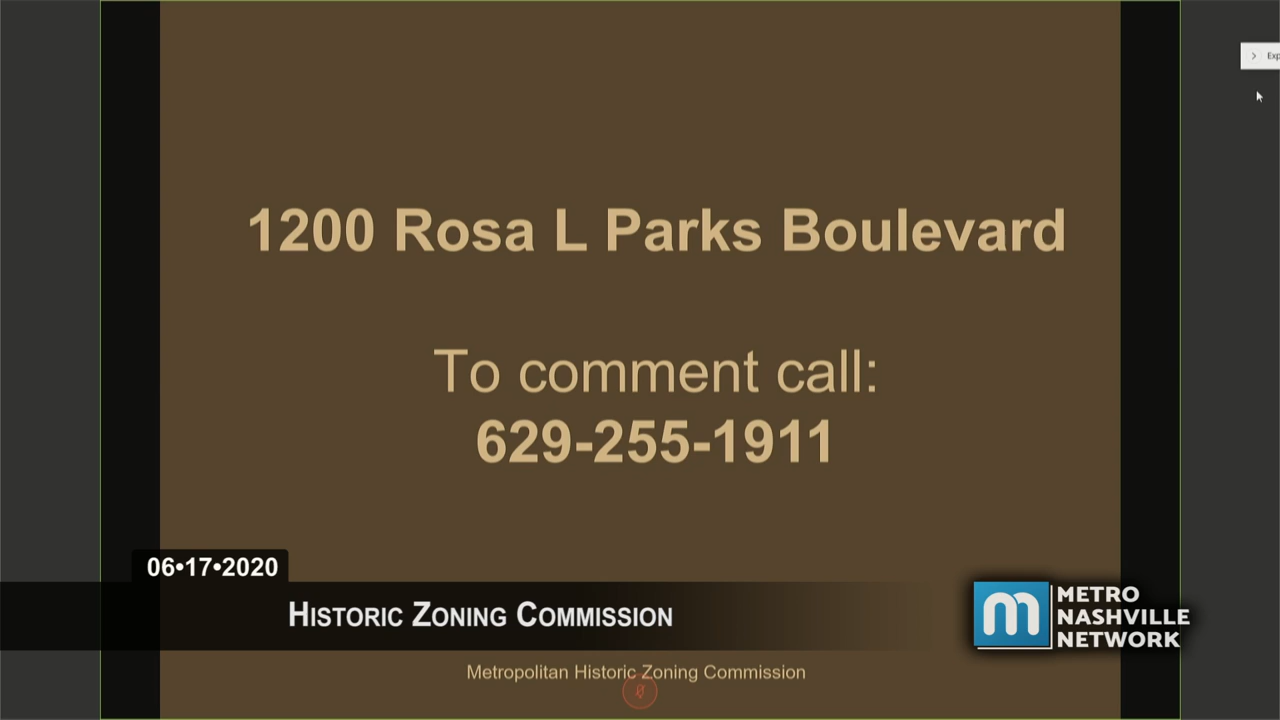 Exp
1200 Rosa L Parks Boulevard
To comment call:
629-255-1911
06•17•2020
Historic Zoning Commission
METRO
NASHVILLE
NETWORK
Metropolitan Historic Zoning Commission